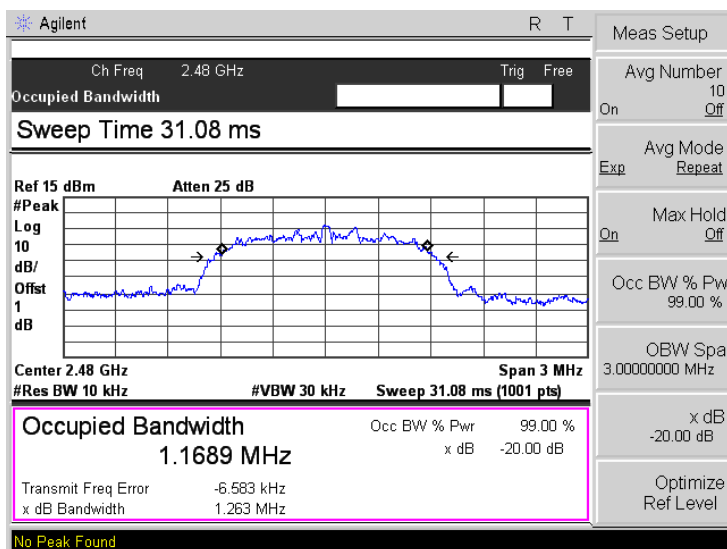 Agilent R T
Ch Freq 2.48 GHz Trig Free
Occupied Bandwidth
Sweep Time 31.08 ms
Ref 15 dBm Atten 25 dB
#Peak
Log
10
dB/
Offst
1
dB
Center 2.48 GHz Span 3 MHz
#Res BW 10 kHz #VBW 30 kHz Sweep 31.08 ms (1001 pts)
Occupied Bandwidth Occ BW % Pwr 99.00 %
1.1689 MHz x dB -20.00 dB
Transmit Freq Error -6.583 kHz
x dB Bandwidth 1.263 MHz
No Peak Found
Meas Setup
Avg Number
10
On Off
Avg Mode
Exp Repeat
Max Hold
On Off
Occ BW % Pw
99.00 %
OBW Spa
3.00000000 MHz
x dB
-20.00 dB
Optimize
Ref Level